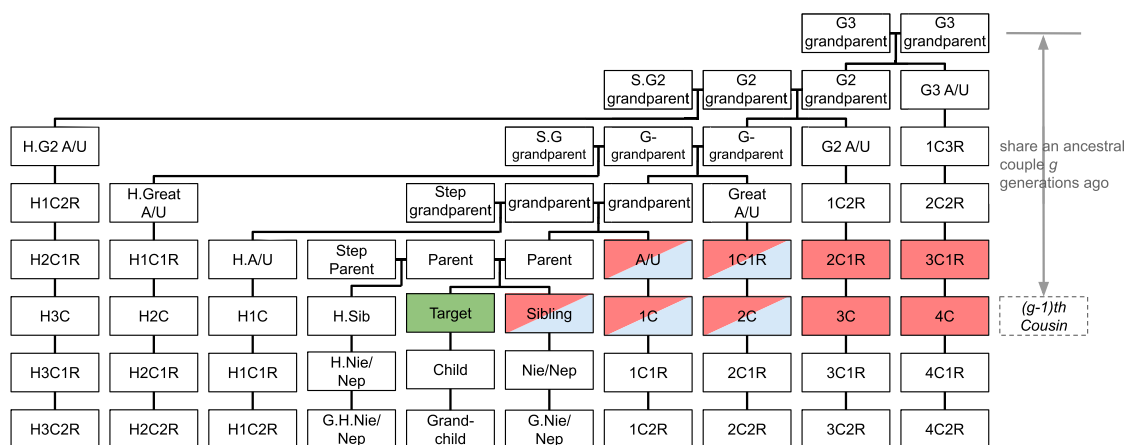 G3
grandparent
G3
grandparent
S.G2
grandparent
G2
grandparent
G2
grandparent
G3 A/U
H.G2 A/U
S.G
grandparent
G-
grandparent
G-
grandparent
G2 A/U
1C3R
share an ancestral
couple g
generations ago
H1C2R
H.Great
A/U
Step
grandparent
grandparent
grandparent
Great
A/U
1C2R
2C2R
H2C1R
H1C1R
H.A/U
Step
Parent
Parent
Parent
A/U
1C1R
2C1R
3C1R
H3C
H2C
H1C
H.Sib
Target
Sibling
1C
2C
3C
4C
(g-1)th
Cousin
H3C1R
H2C1R
H1C1R
H.Nie/
Nep
Child
Nie/Nep
1C1R
2C1R
3C1R
4C1R
H3C2R
H2C2R
H1C2R
G.H.Nie/
Nep
Grand-
child
G.Nie/
Nep
1C2R
2C2R
3C2R
4C2R